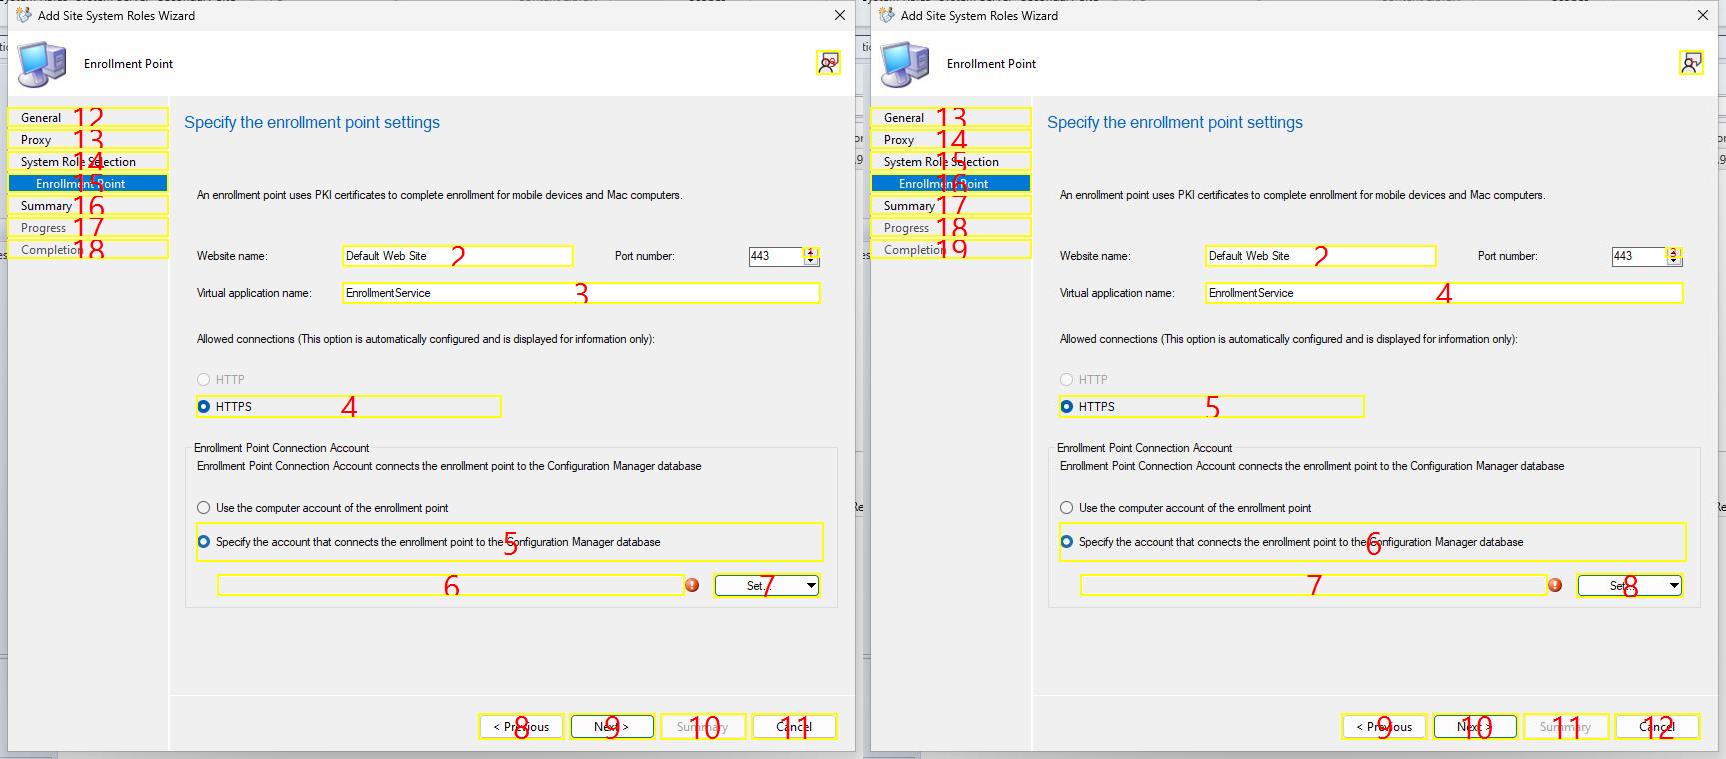 Add Site System Roles Wizard
Enrollment Point
19
General 12
Proxy 13
System Role Selection 14
Enrollment Point 15
Summary 16
Progress 17
Completion 18
Specify the enrollment point settings
An enrollment point uses PKI certificates to complete enrollment for mobile devices and Mac computers.
Website name: Default Web Site 2 Port number: 443 1
Virtual application name: EnrollmentService 3
Allowed connections (This option is automatically configured and is displayed for information only):
HTTP
HTTPS 4
Enrollment Point Connection Account
Enrollment Point Connection Account connects the enrollment point to the Configuration Manager database
Use the computer account of the enrollment point
Specify the account that connects the enrollment point to the Configuration Manager database 5
6 Set... 7
< Previous 8 Next > 9 Summary 10 Cancel 11
Add Site System Roles Wizard
Enrollment Point
1
General 13
Proxy 14
System Role Selection 15
Enrollment Point 16
Summary 17
Progress 18
Completion 19
Specify the enrollment point settings
An enrollment point uses PKI certificates to complete enrollment for mobile devices and Mac computers.
Website name: Default Web Site 2 Port number: 443 3
Virtual application name: EnrollmentService 4
Allowed connections (This option is automatically configured and is displayed for information only):
HTTP
HTTPS 5
Enrollment Point Connection Account
Enrollment Point Connection Account connects the enrollment point to the Configuration Manager database
Use the computer account of the enrollment point
Specify the account that connects the enrollment point to the Configuration Manager database 6
7 Set... 8
< Previous 9 Next > 10 Summary 11 Cancel 12